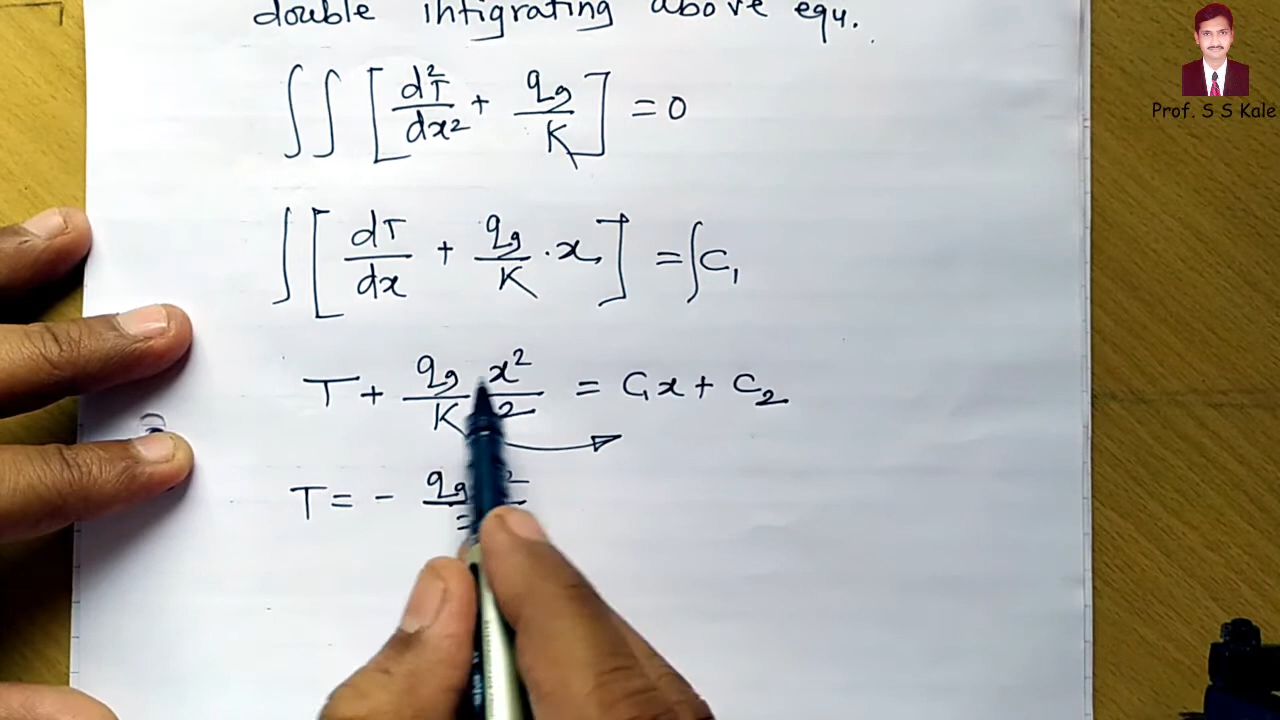 double intigrating above equ.
∫∫ [d²T/dx² + qg/K] = 0
∫ [dT/dx + qg/K · x] = ∫C₁
T + qg/K x²/2 = C₁x + C₂
T = - qg
Prof. S S Kale